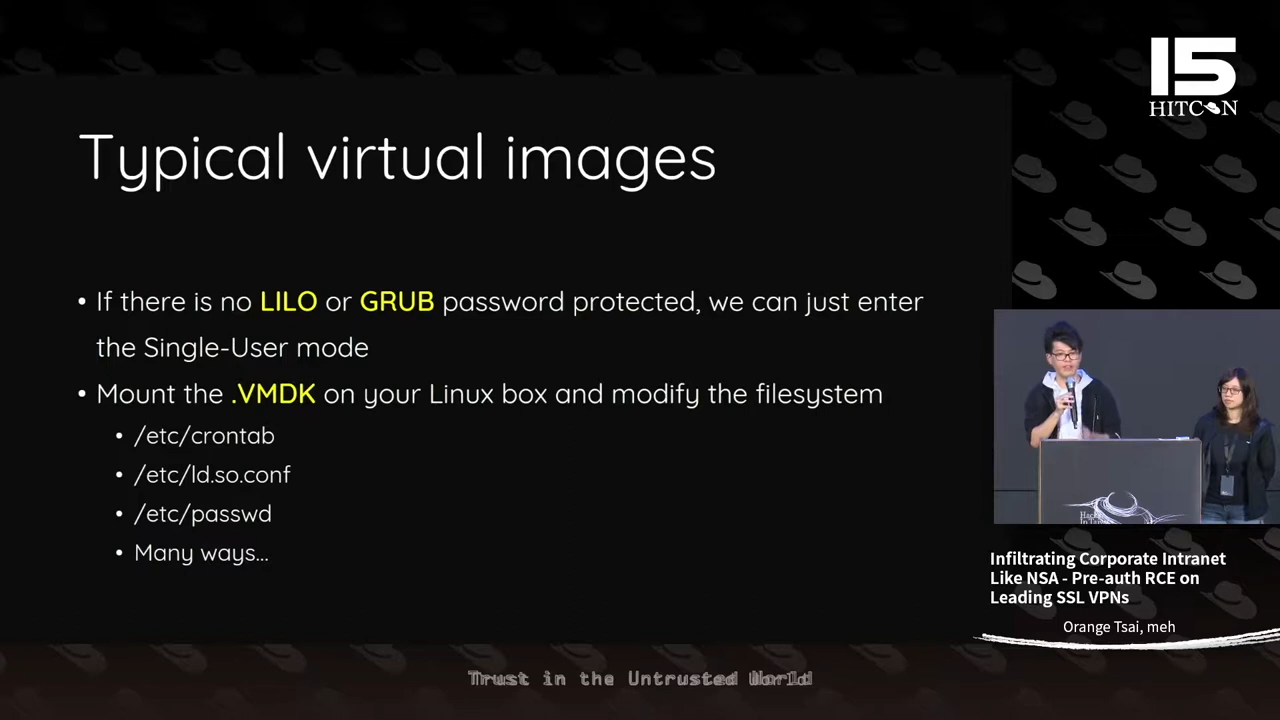 15
HITCON
Typical virtual images
• If there is no LILO or GRUB password protected, we can just enter
the Single-User mode
• Mount the .VMDK on your Linux box and modify the filesystem
• /etc/crontab
• /etc/ld.so.conf
• /etc/passwd
• Many ways...
Infiltrating Corporate Intranet
Like NSA - Pre-auth RCE on
Leading SSL VPNs
Orange Tsai, meh
Trust in the Untrusted World